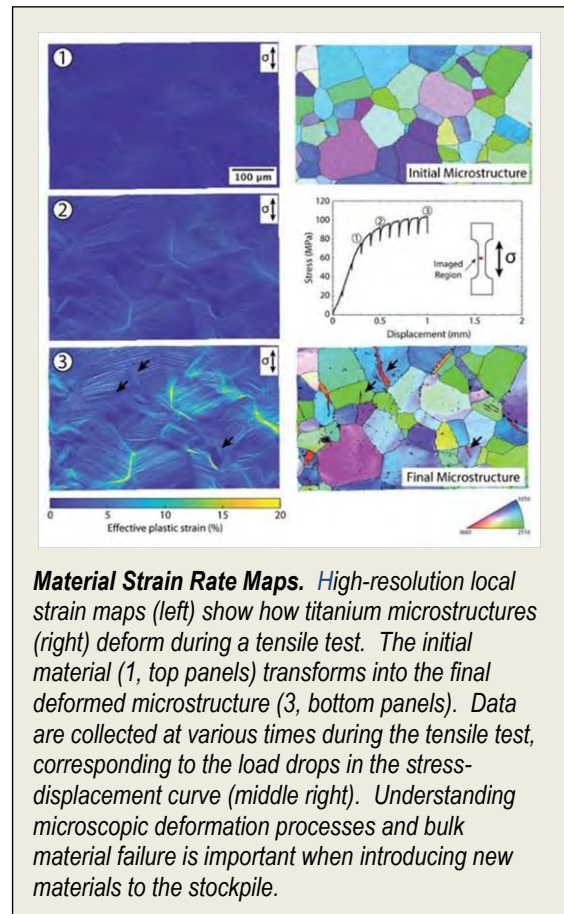 1
σ
100 µm
Initial Microstructure
2
σ
120
100
80
60
40
20
0
Stress (MPa)
1
2
3
Imaged
Region
σ
0
0.5
1
1.5
2
Displacement (mm)
3
σ
Final Microstructure
0
5
10
15
20
Effective plastic strain (%)
0001
Material Strain Rate Maps. High-resolution local
strain maps (left) show how titanium microstructures
(right) deform during a tensile test. The initial
material (1, top panels) transforms into the final
deformed microstructure (3, bottom panels). Data
are collected at various times during the tensile test,
corresponding to the load drops in the stress-
displacement curve (middle right). Understanding
microscopic deformation processes and bulk
material failure is important when introducing new
materials to the stockpile.